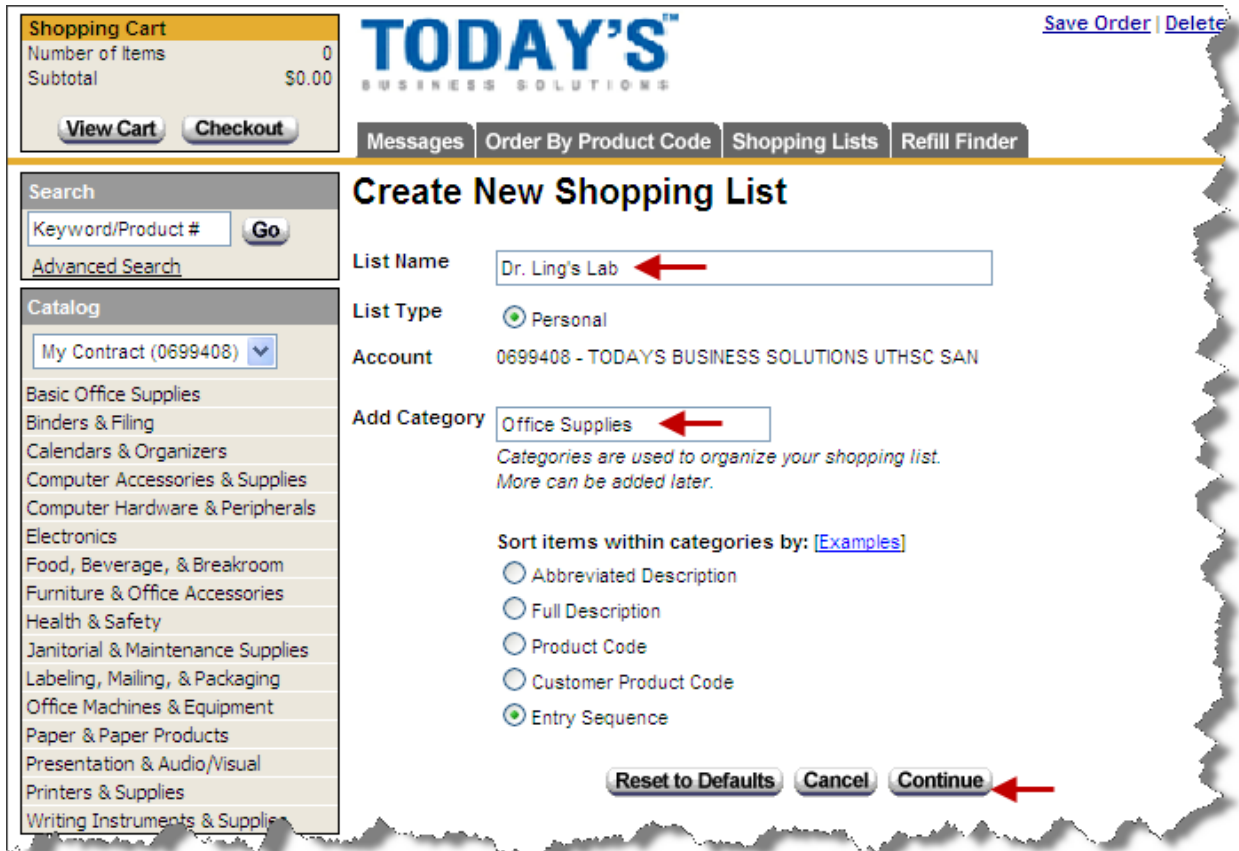 Shopping Cart
Number of Items 0
Subtotal $0.00
View Cart Checkout
TODAY'S™
BUSINESS SOLUTIONS
Save Order | Delete
Messages Order By Product Code Shopping Lists Refill Finder
Search
Keyword/Product # Go
Advanced Search
Catalog
My Contract (0699408)
Basic Office Supplies
Binders & Filing
Calendars & Organizers
Computer Accessories & Supplies
Computer Hardware & Peripherals
Electronics
Food, Beverage, & Breakroom
Furniture & Office Accessories
Health & Safety
Janitorial & Maintenance Supplies
Labeling, Mailing, & Packaging
Office Machines & Equipment
Paper & Paper Products
Presentation & Audio/Visual
Printers & Supplies
Writing Instruments & Supplies
Create New Shopping List
List Name Dr. Ling's Lab
List Type Personal
Account 0699408 - TODAYS BUSINESS SOLUTIONS UTHSC SAN
Add Category Office Supplies
Categories are used to organize your shopping list.
More can be added later.
Sort items within categories by: [Examples]
Abbreviated Description
Full Description
Product Code
Customer Product Code
Entry Sequence
Reset to Defaults Cancel Continue